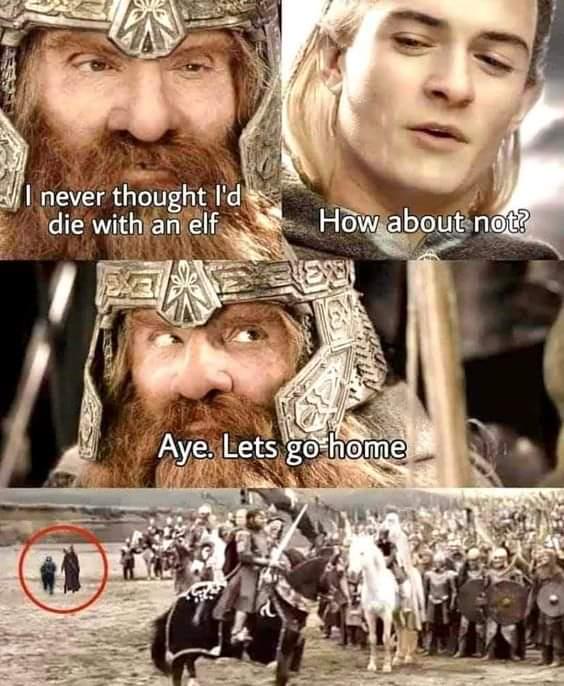 I never thought I'd
die with an elf
How about not?
Aye. Lets go home